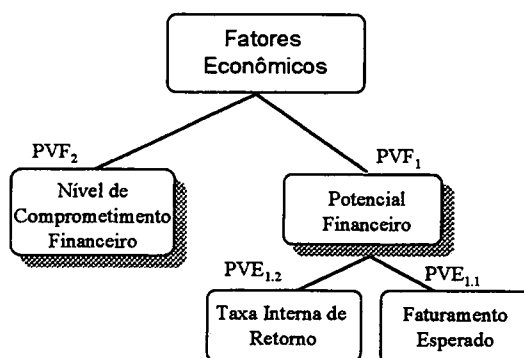 Fatores
Econômicos
PVF2
PVF1
Nível de
Comprometimento
Financeiro
Potencial
Financeiro
PVE1.2
PVE1.1
Taxa Interna de
Retorno
Faturamento
Esperado